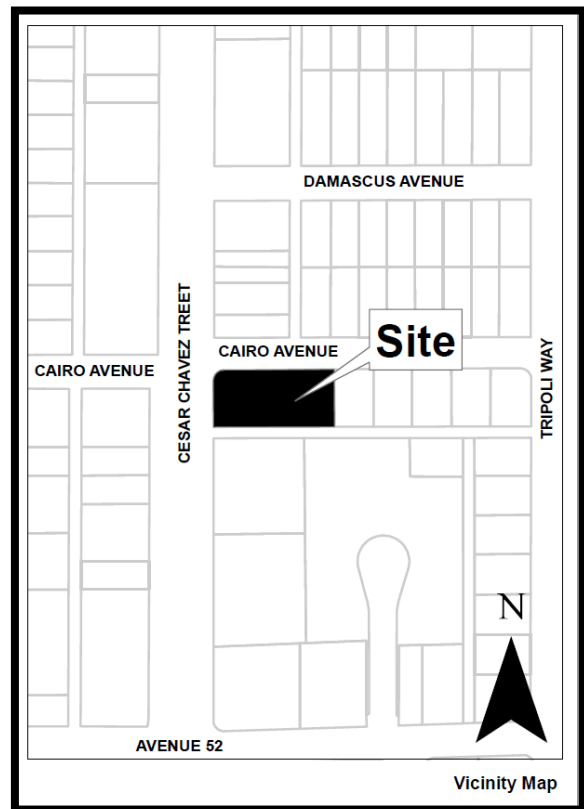 DAMASCUS AVENUE
CESAR CHAVEZ TREET
Site
CAIRO AVENUE
CAIRO AVENUE
TRIPOLI WAY
N
AVENUE 52
Vicinity Map